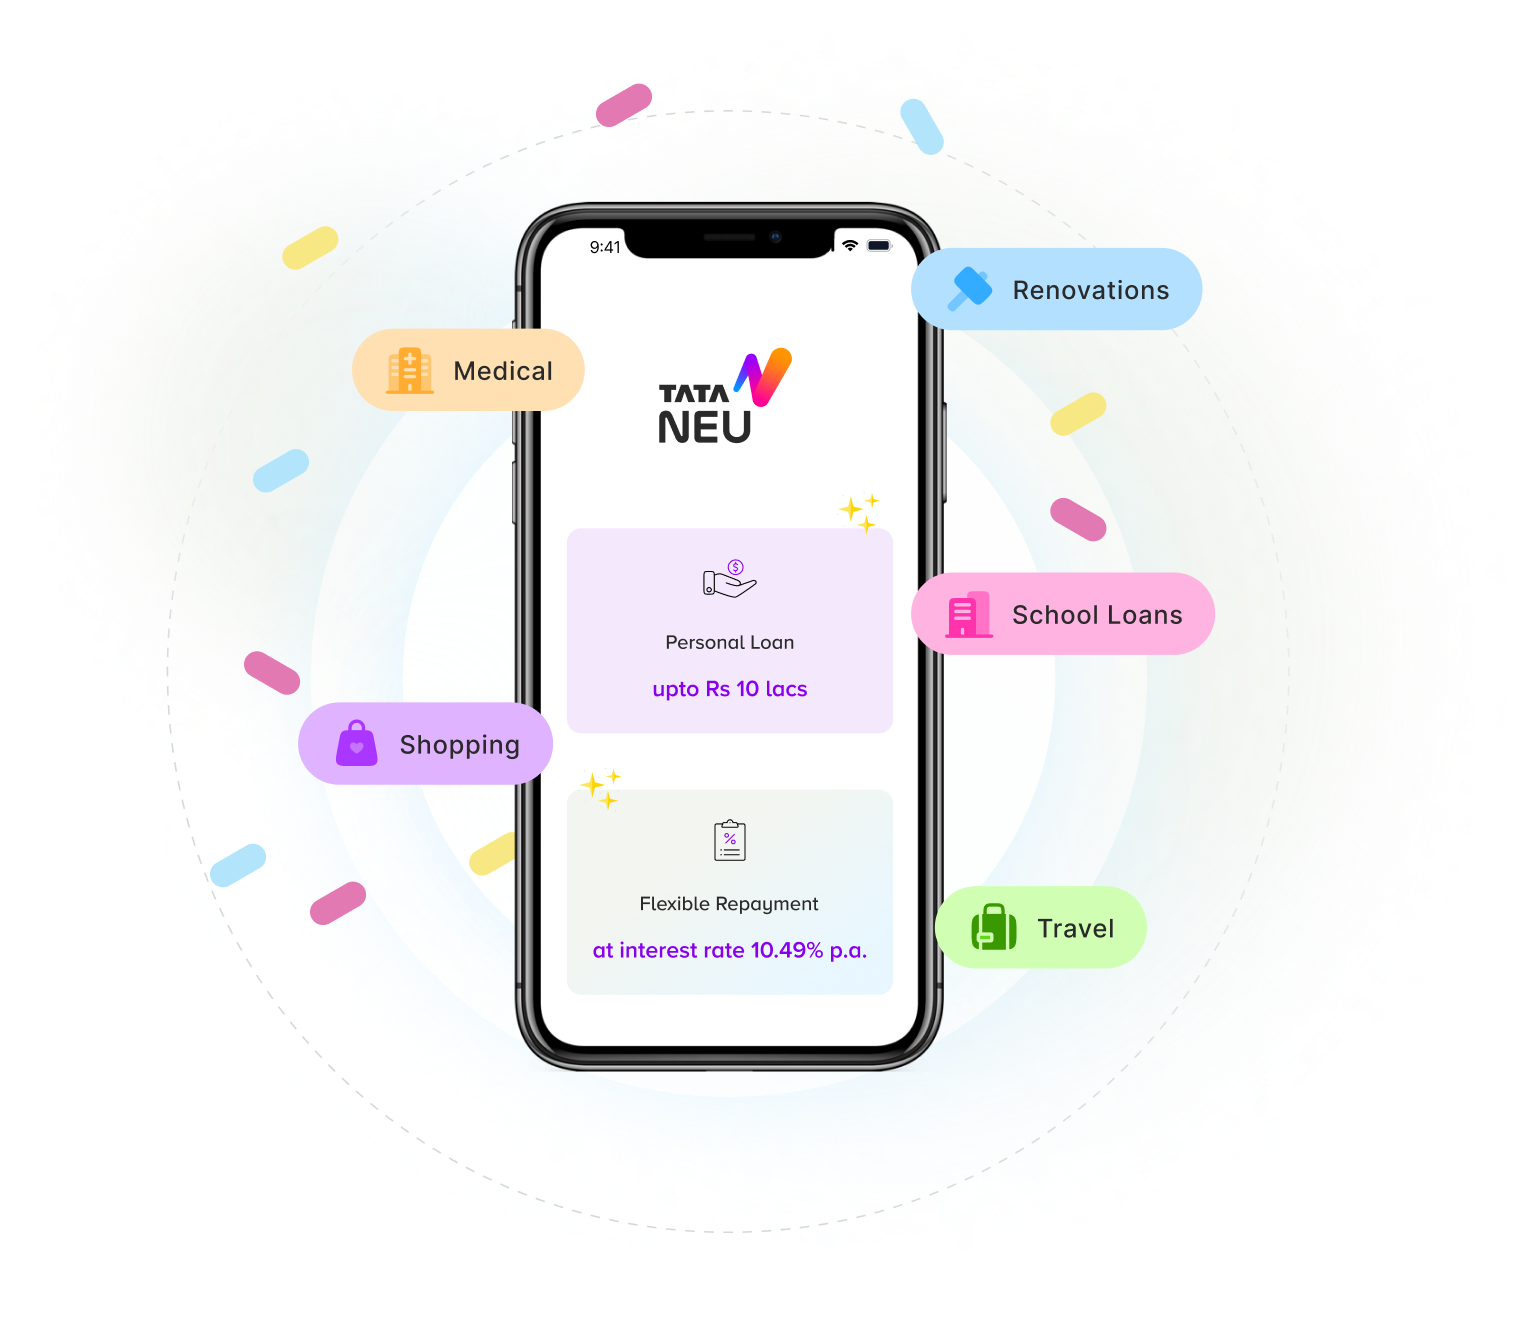 9:41
Renovations
Medical
TATA
NEU
Personal Loan
upto Rs 10 lacs
School Loans
Shopping
Flexible Repayment
at interest rate 10.49% p.a.
Travel